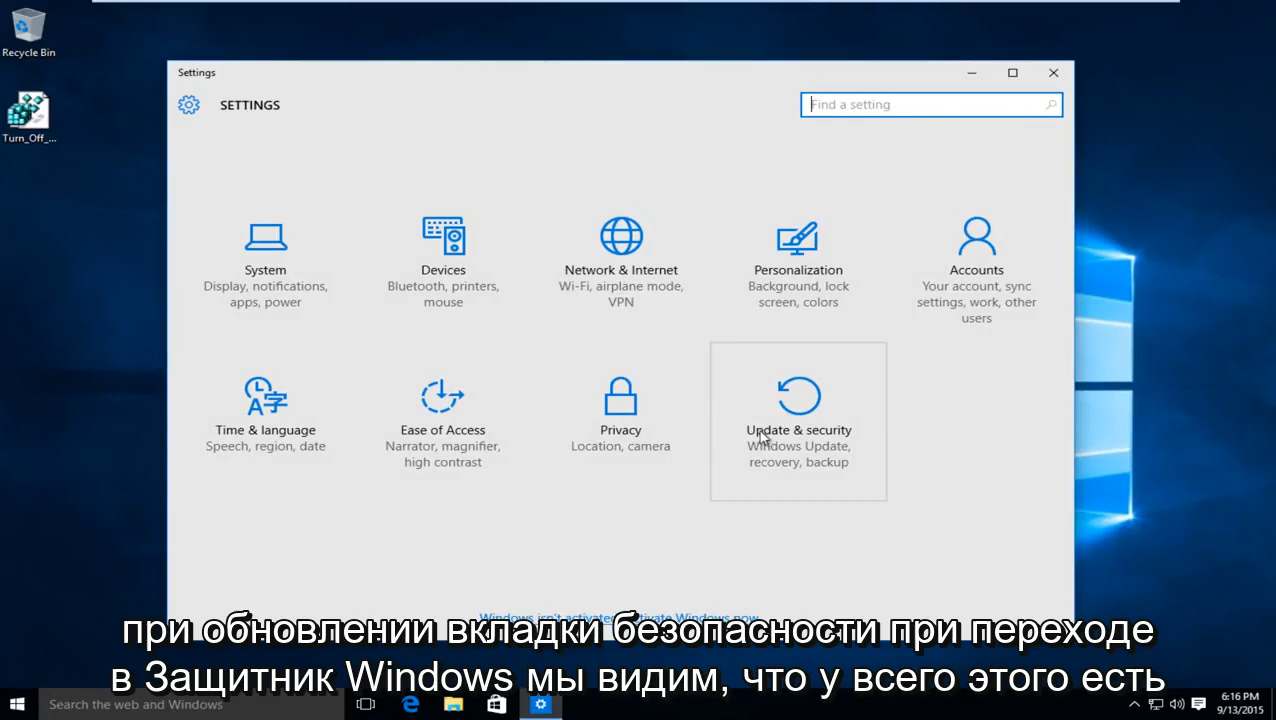 Recycle Bin
Turn_Off_...
Settings
SETTINGS
Find a setting
System
Display, notifications,
apps, power
Devices
Bluetooth, printers,
mouse
Network & Internet
Wi-Fi, airplane mode,
VPN
Personalization
Background, lock
screen, colors
Accounts
Your account, sync
settings, work, other
users
Time & language
Speech, region, date
Ease of Access
Narrator, magnifier,
high contrast
Privacy
Location, camera
Update & security
Windows Update,
recovery, backup
Windows isn't activated. Activate Windows now.
при обновлении вкладки безопасности при переходе
в Защитник Windows мы видим, что у всего этого есть
Search the web and Windows
6:16 PM
9/13/2015